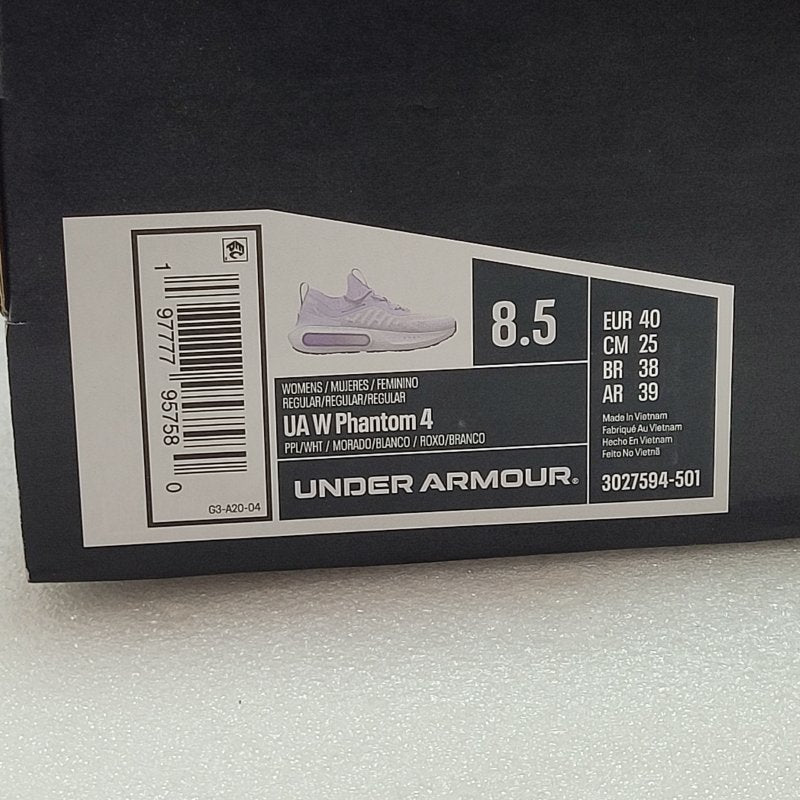 1 97777 95758 0
G3-A20-04
8.5
EUR 40
CM 25
BR 38
AR 39
WOMENS / MUJERES / FEMININO
REGULAR/REGULAR/REGULAR
UA W Phantom 4
PPL/WHT / MORADO/BLANCO / ROXO/BRANCO
UNDER ARMOUR®
Made In Vietnam
Fabriqué Au Vietnam
Hecho En Vietnam
Feito No Vietnã
3027594-501